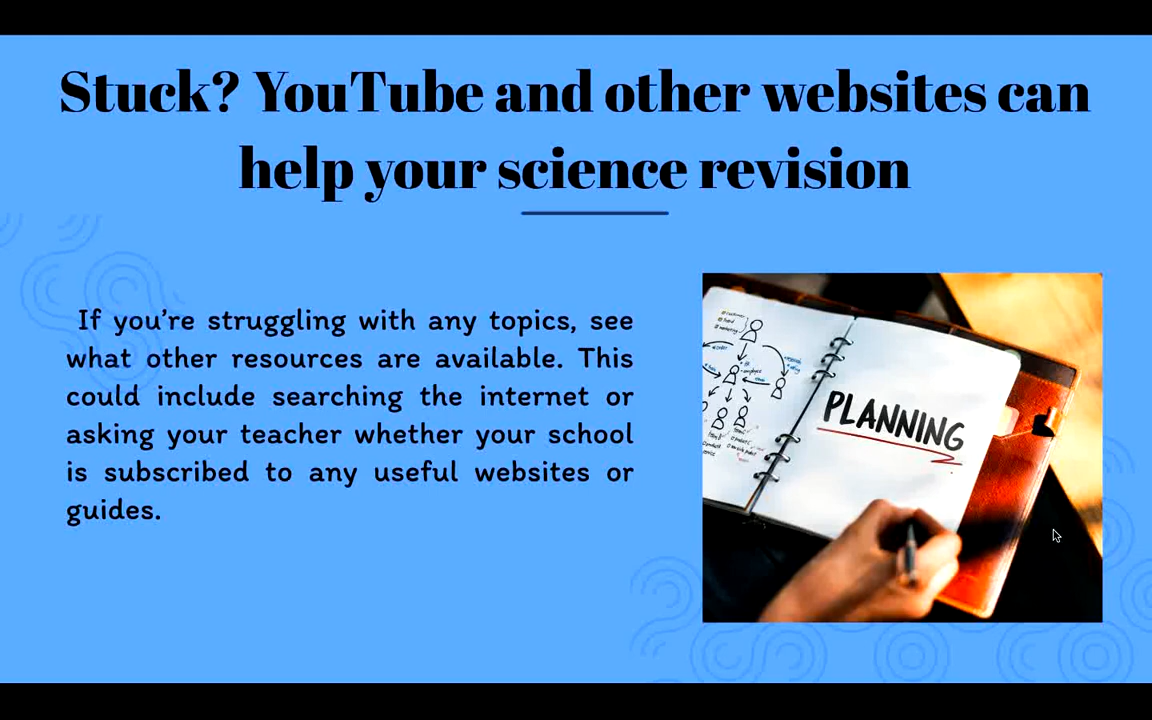 Stuck? YouTube and other websites can
help your science revision
If you're struggling with any topics, see
what other resources are available. This
could include searching the internet or
asking your teacher whether your school
is subscribed to any useful websites or
guides.
PLANNING